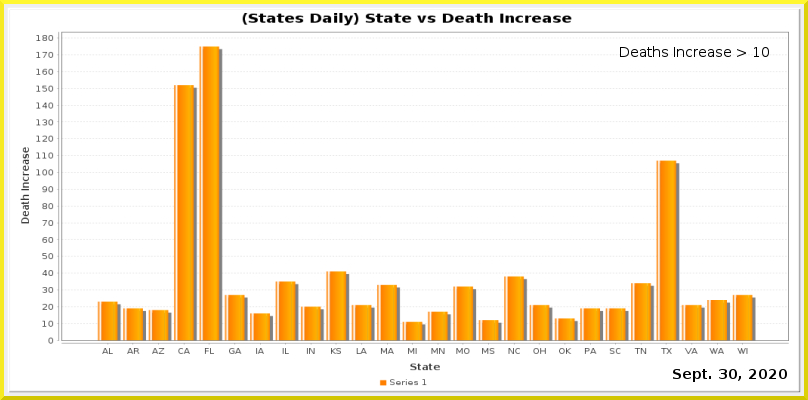 (States Daily) State vs Death Increase
Deaths Increase > 10
180
170
160
150
140
130
120
110
100
90
80
70
60
50
40
30
20
10
0
Death Increase
AL AR AZ CA FL GA IA IL IN KS LA MA MI MN MO MS NC OH OK PA SC TN TX VA WA WI
State
Series 1
Sept. 30, 2020